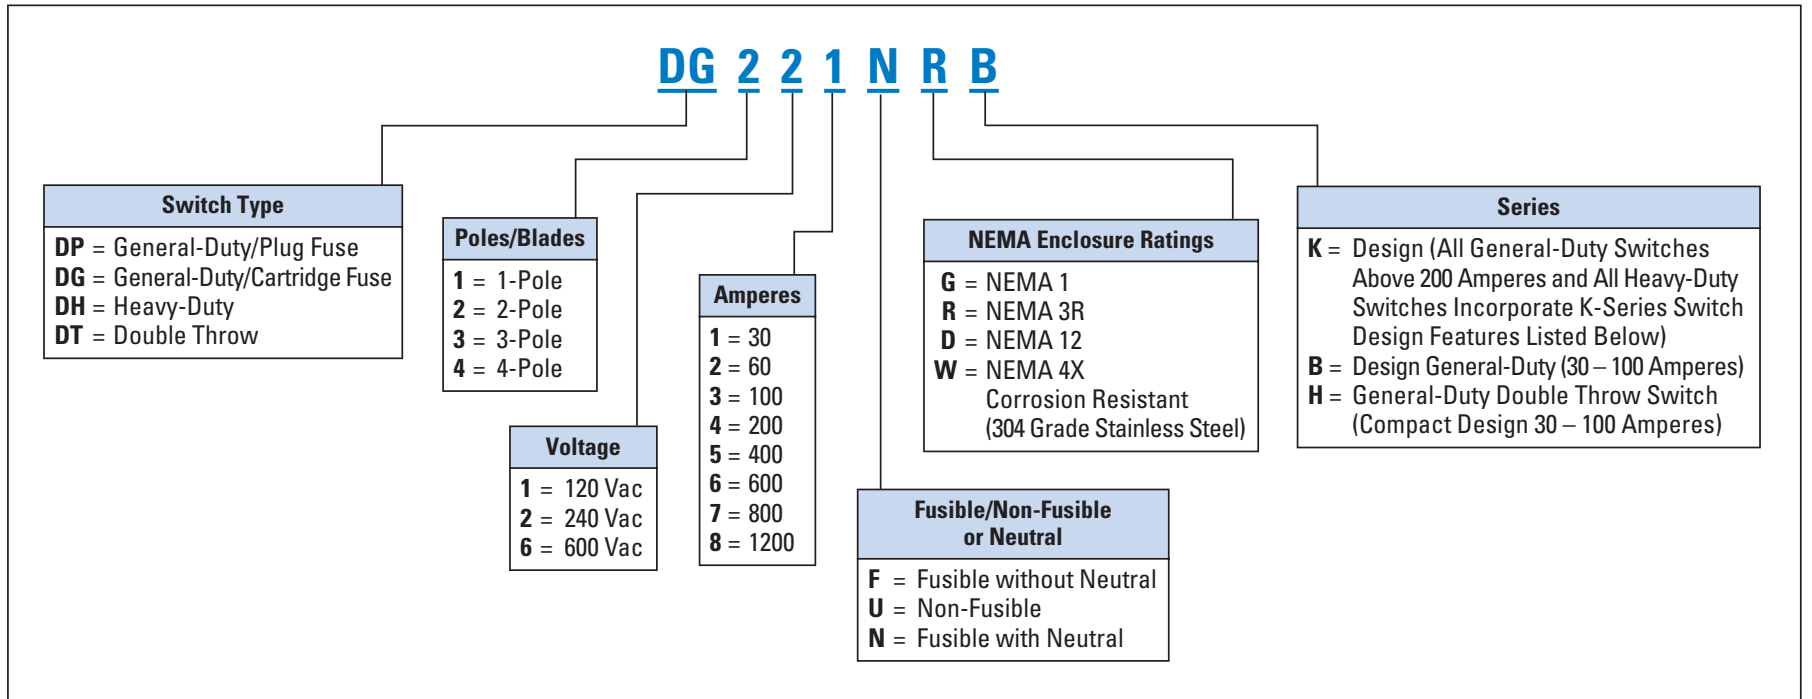 DG 2 2 1 N R B
Switch Type
DP = General-Duty/Plug Fuse
DG = General-Duty/Cartridge Fuse
DH = Heavy-Duty
DT = Double Throw
Poles/Blades
1 = 1-Pole
2 = 2-Pole
3 = 3-Pole
4 = 4-Pole
Voltage
1 = 120 Vac
2 = 240 Vac
6 = 600 Vac
Amperes
1 = 30
2 = 60
3 = 100
4 = 200
5 = 400
6 = 600
7 = 800
8 = 1200
Fusible/Non-Fusible
or Neutral
F = Fusible without Neutral
U = Non-Fusible
N = Fusible with Neutral
NEMA Enclosure Ratings
G = NEMA 1
R = NEMA 3R
D = NEMA 12
W = NEMA 4X
Corrosion Resistant
(304 Grade Stainless Steel)
Series
K = Design (All General-Duty Switches
Above 200 Amperes and All Heavy-Duty
Switches Incorporate K-Series Switch
Design Features Listed Below)
B = Design General-Duty (30 – 100 Amperes)
H = General-Duty Double Throw Switch
(Compact Design 30 – 100 Amperes)